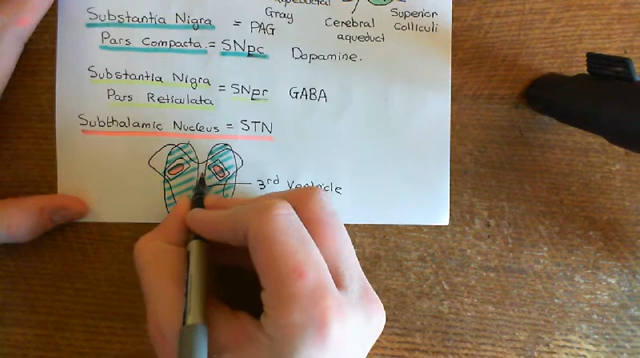 Substantia Nigra = PAG
Gray
Cerebral aqueduct
Superior Colliculi
Pars Compacta = SNpc Dopamine.
Substantia Nigra
Pars Reticulata = SNpr GABA
Subthalamic Nucleus = STN
3rd Ventricle